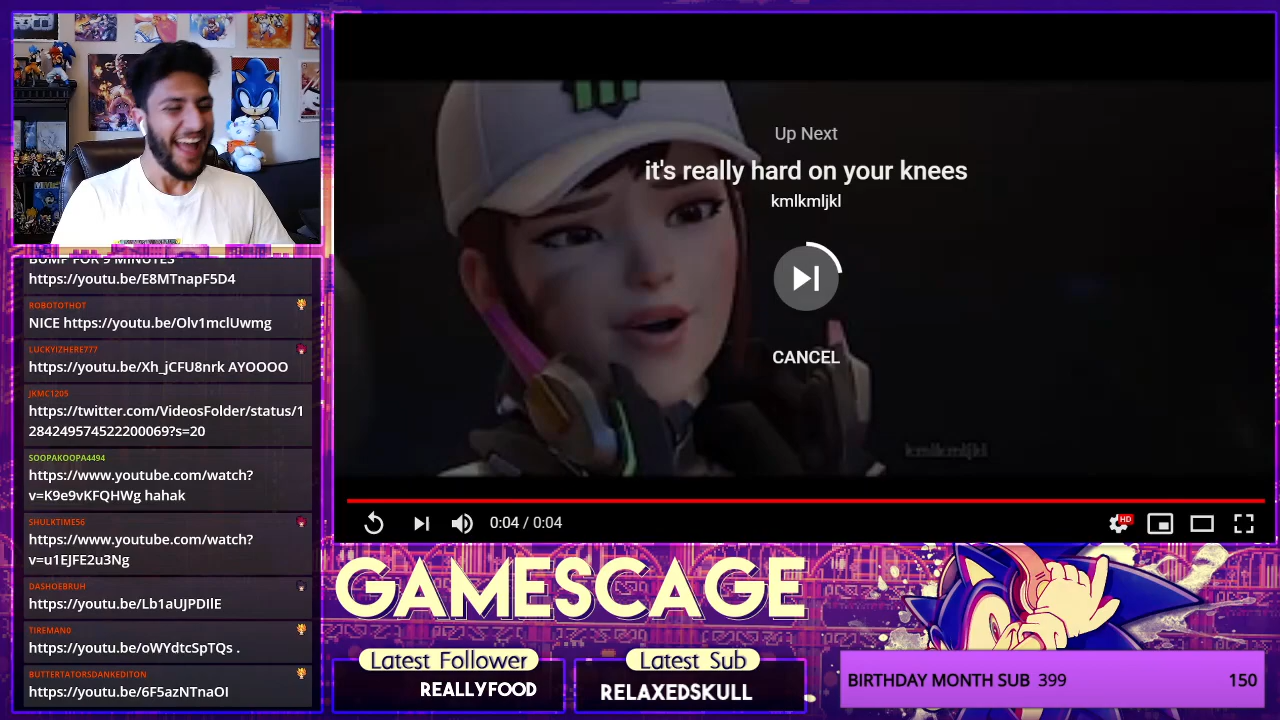 BUMP FOR 9 MINUTES
https://youtu.be/E8MTnapF5D4
ROBOTOTHOT
NICE https://youtu.be/Olv1mclUwmg
LUCKYIZHERE777
https://youtu.be/Xh_jCFU8nrk AYOOOO
JKMC1205
https://twitter.com/VideosFolder/status/1
284249574522200069?s=20
SOOPAKOOPA4494
https://www.youtube.com/watch?
v=K9e9vKFQHWg hahak
SHULKTIME56
https://www.youtube.com/watch?
v=u1EJFE2u3Ng
DASHOEBRUH
https://youtu.be/Lb1aUJPDIlE
TIREMAN0
https://youtu.be/oWYdtcSpTQs .
BUTTERTATORSDANKEDITON
https://youtu.be/6F5azNTnaOI
Up Next
it's really hard on your knees
kmlkmljkl
CANCEL
kmlkmljkl
0:04 / 0:04
HD
GAMESCAGE
Latest Follower
REALLYFOOD
Latest Sub
RELAXEDSKULL
BIRTHDAY MONTH SUB 399
150